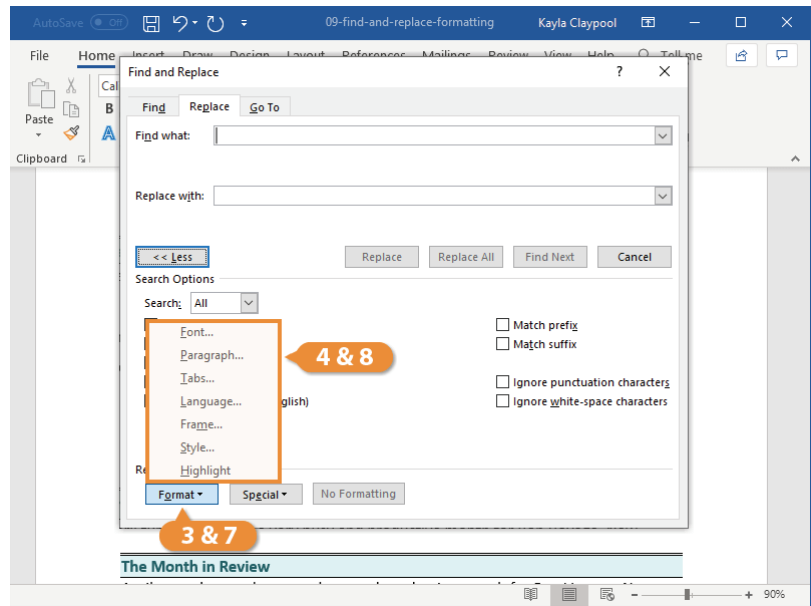 AutoSave Off 09-find-and-replace-formatting Kayla Claypool
File Home Insert Draw Design Layout References Mailings Review View Help Tell me
Find and Replace ? ×
Cal
B
A
Paste
Clipboard
Find Replace Go To
Find what:
Replace with:
<< Less Replace Replace All Find Next Cancel
Search Options
Search: All
Font...
Match prefix
Match suffix
Paragraph...
4 & 8
Tabs...
Ignore punctuation characters
Language...
glish)
Ignore white-space characters
Frame...
Style...
Re
Highlight
Format Special No Formatting
3 & 7
The Month in Review
90%